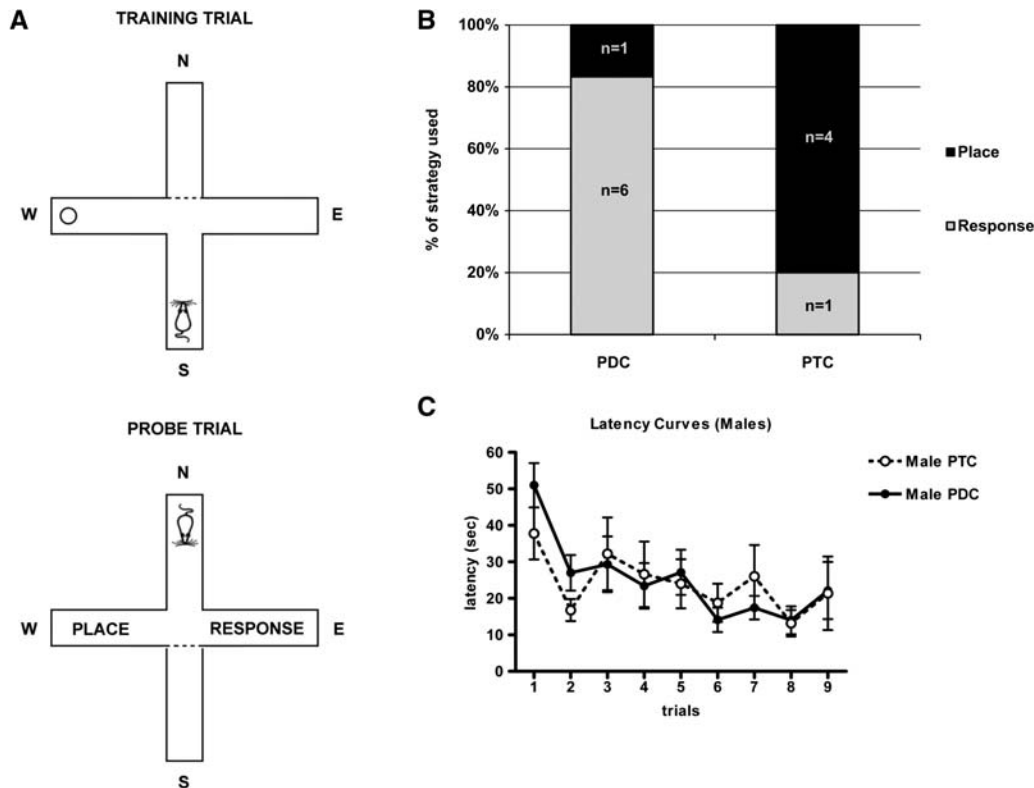 A
TRAINING TRIAL
N
W
E
S
PROBE TRIAL
N
W
PLACE
RESPONSE
E
S
B
100%
80%
60%
40%
20%
0%
% of strategy used
n=1
n=6
n=4
n=1
PDC
PTC
Place
Response
C
Latency Curves (Males)
60
50
40
30
20
10
0
latency (sec)
1 2 3 4 5 6 7 8 9
trials
Male PTC
Male PDC